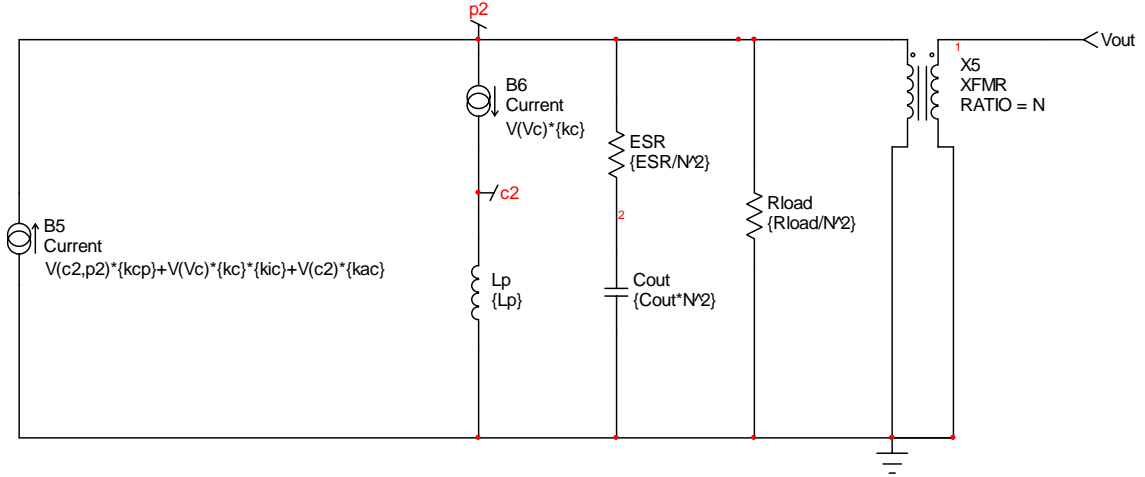 p2
1
Vout
X5
XFMR
RATIO = N
B6
Current
V(Vc)*{kc}
ESR
{ESR/N^2}
c2
2
Rload
{Rload/N^2}
B5
Current
V(c2,p2)*{kcp}+V(Vc)*{kc}*{kic}+V(c2)*{kac}
Lp
{Lp}
Cout
{Cout*N^2}